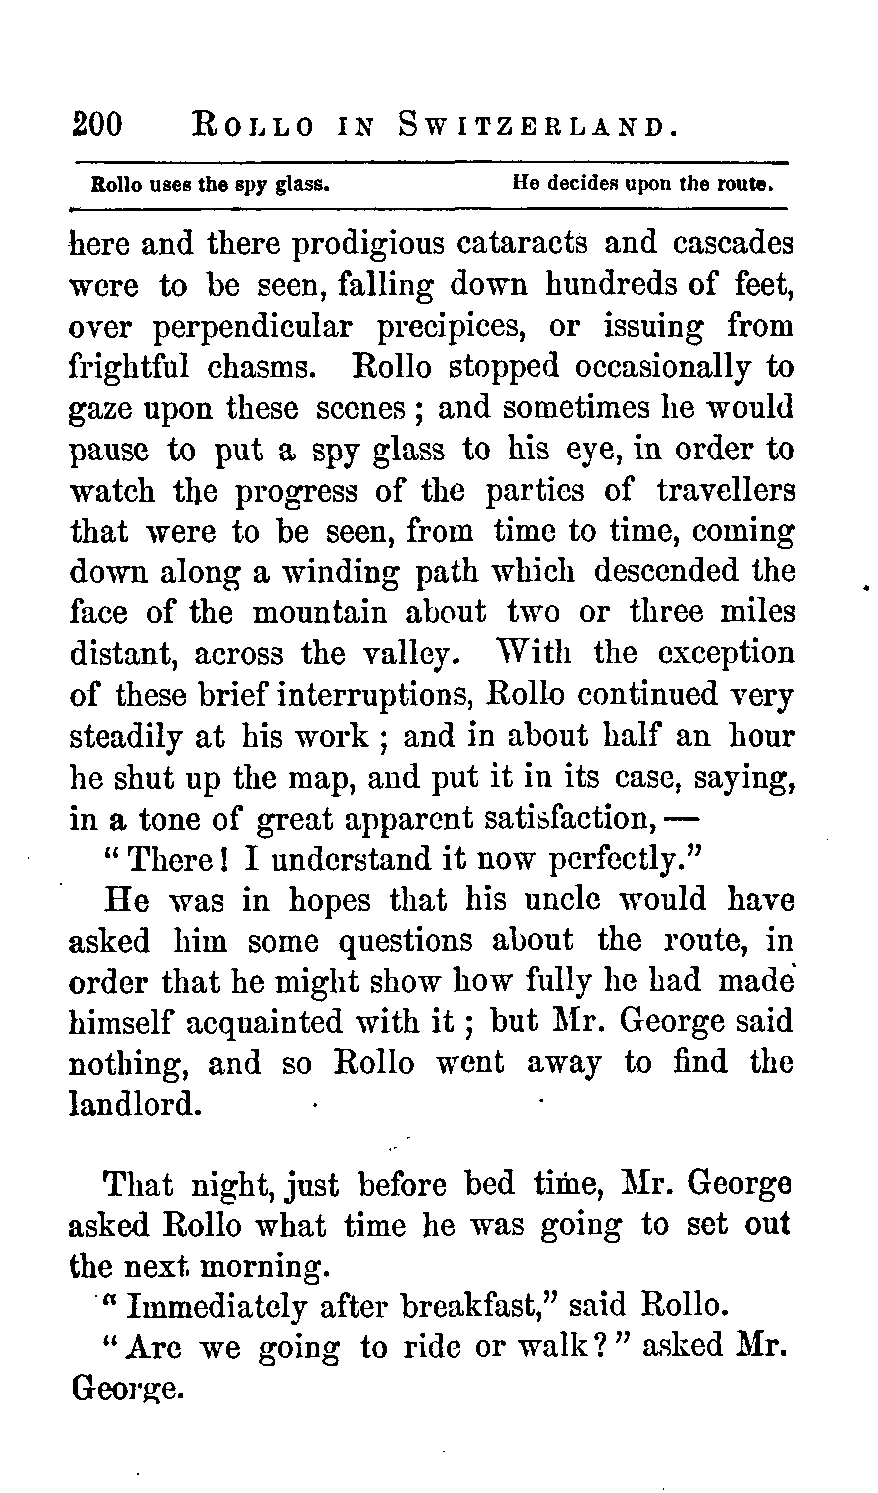 200 ROLLO IN SWITZERLAND.
Rollo uses the spy glass. He decides upon the route.
here and there prodigious cataracts and cascades
were to be seen, falling down hundreds of feet,
over perpendicular precipices, or issuing from
frightful chasms. Rollo stopped occasionally to
gaze upon these scenes ; and sometimes he would
pause to put a spy glass to his eye, in order to
watch the progress of the parties of travellers
that were to be seen, from time to time, coming
down along a winding path which descended the
face of the mountain about two or three miles
distant, across the valley. With the exception
of these brief interruptions, Rollo continued very
steadily at his work ; and in about half an hour
he shut up the map, and put it in its case, saying,
in a tone of great apparent satisfaction, —
“ There! I understand it now perfectly.”
He was in hopes that his uncle would have
asked him some questions about the route, in
order that he might show how fully he had made
himself acquainted with it ; but Mr. George said
nothing, and so Rollo went away to find the
landlord.
That night, just before bed time, Mr. George
asked Rollo what time he was going to set out
the next morning.
“ Immediately after breakfast,” said Rollo.
“ Are we going to ride or walk? ” asked Mr.
George.